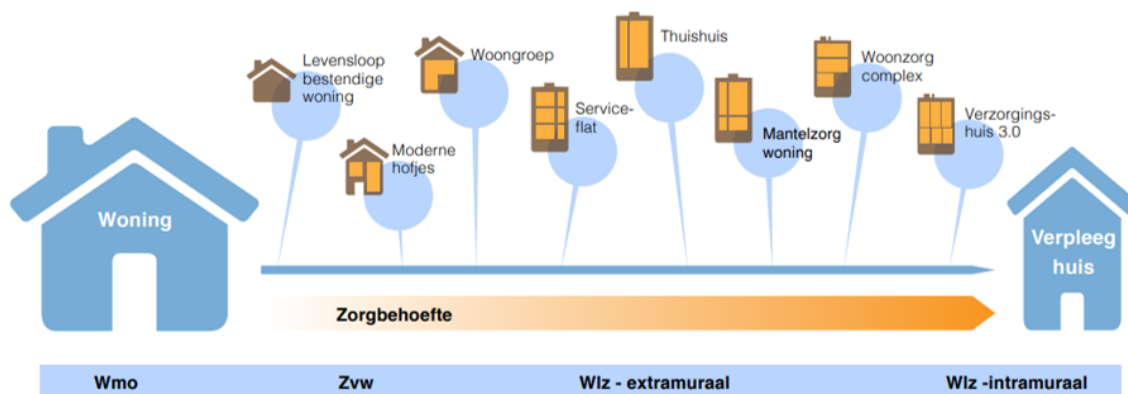 Woning
Levensloop
bestendige
woning
Moderne
hofjes
Woongroep
Service-
flat
Thuishuis
Mantelzorg
woning
Woonzorg
complex
Verzorgings-
huis 3.0
Verpleeg
huis
Zorgbehoefte
Wmo
Zvw
Wlz - extramuraal
Wlz -intramuraal